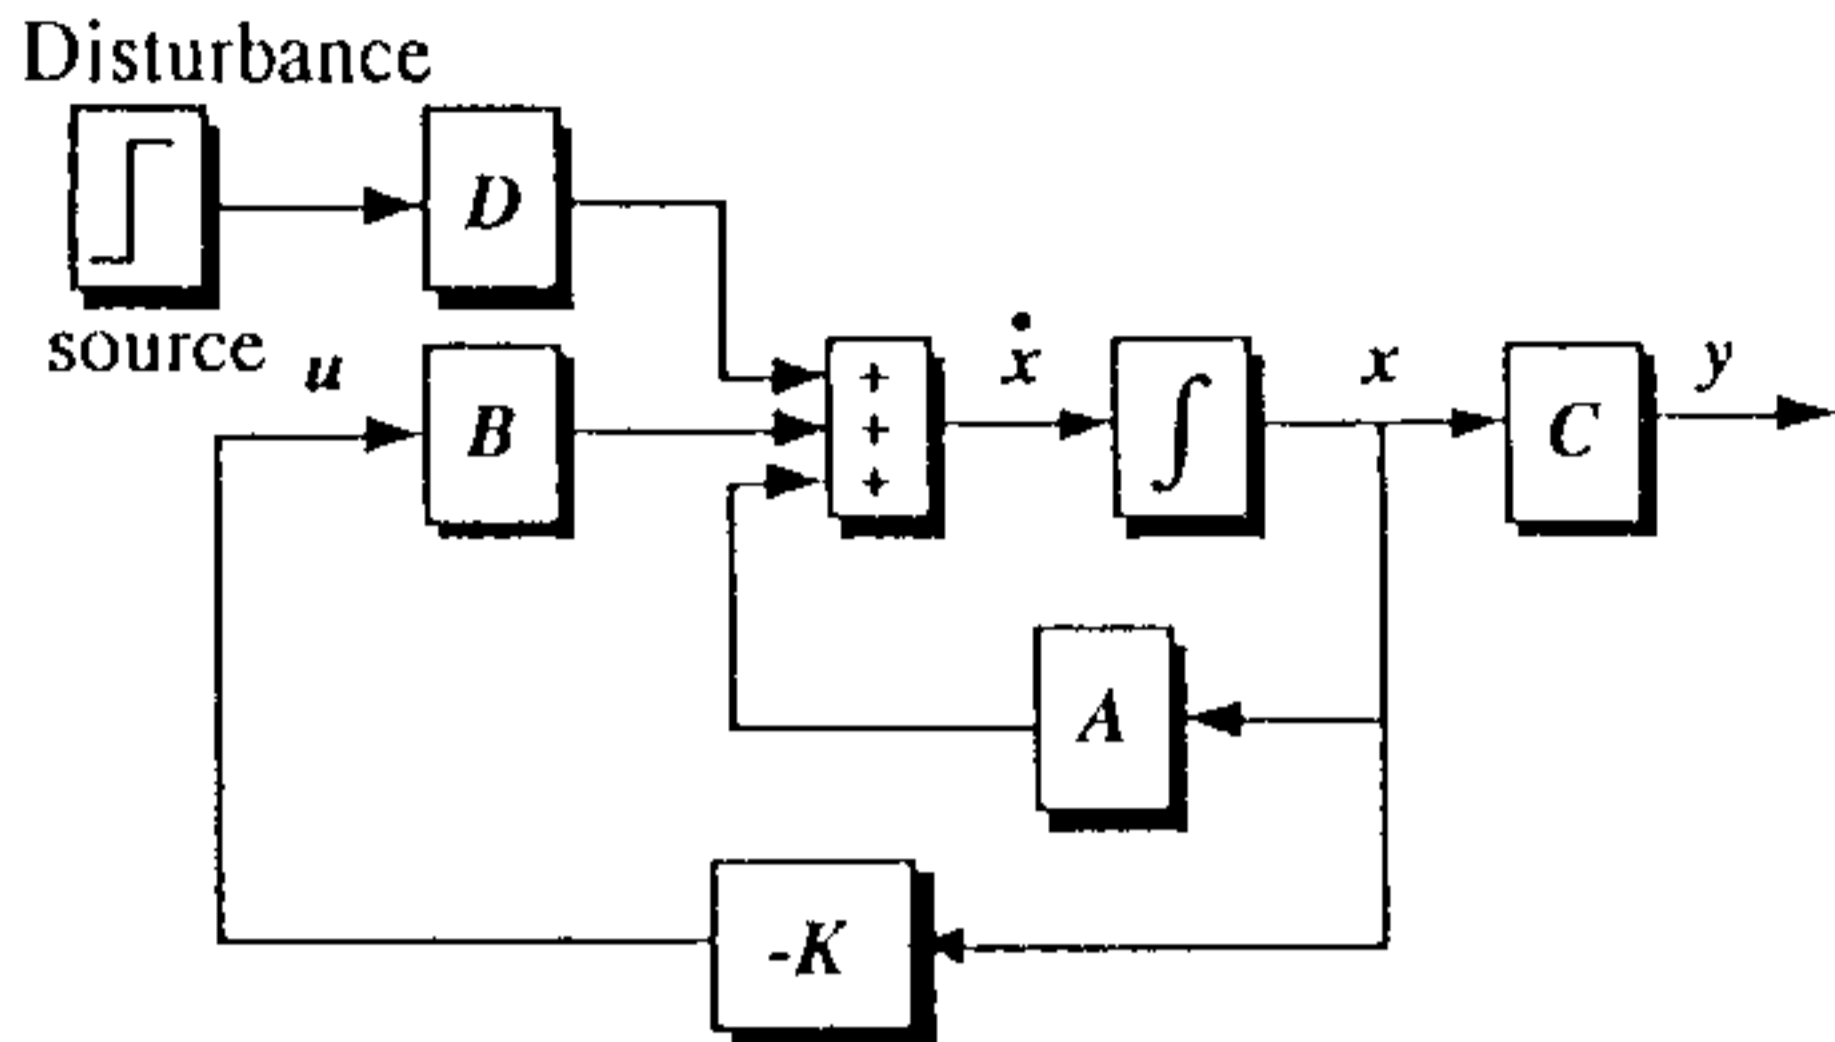 Disturbance
D
source
u
B
+
+
+
ẋ
∫
x
C
y
A
-K